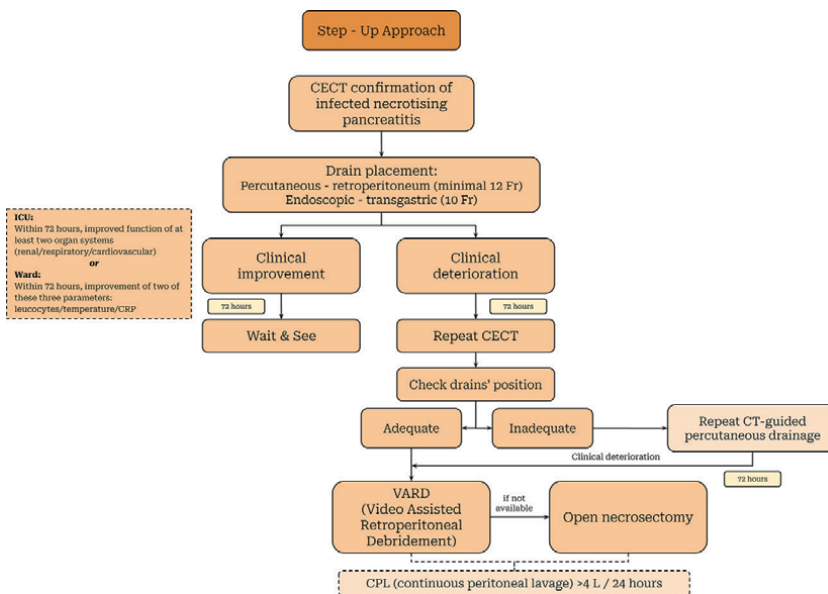 Step - Up Approach
CECT confirmation of
infected necrotising
pancreatitis
Drain placement:
Percutaneous - retroperitoneum (minimal 12 Fr)
Endoscopic - transgastric (10 Fr)
ICU:
Within 72 hours, improved function of at
least two organ systems
(renal/respiratory/cardiovascular)
or
Ward:
Within 72 hours, improvement of two of
these three parameters:
leucocytes/temperature/CRP
Clinical
improvement
Clinical
deterioration
72 hours
72 hours
Wait & See
Repeat CECT
Check drains' position
Adequate
Inadequate
Repeat CT-guided
percutaneous drainage
Clinical deterioration
72 hours
VARD
(Video Assisted
Retroperitoneal
Debridement)
if not
available
Open necrosectomy
CPL (continuous peritoneal lavage) >4 L / 24 hours